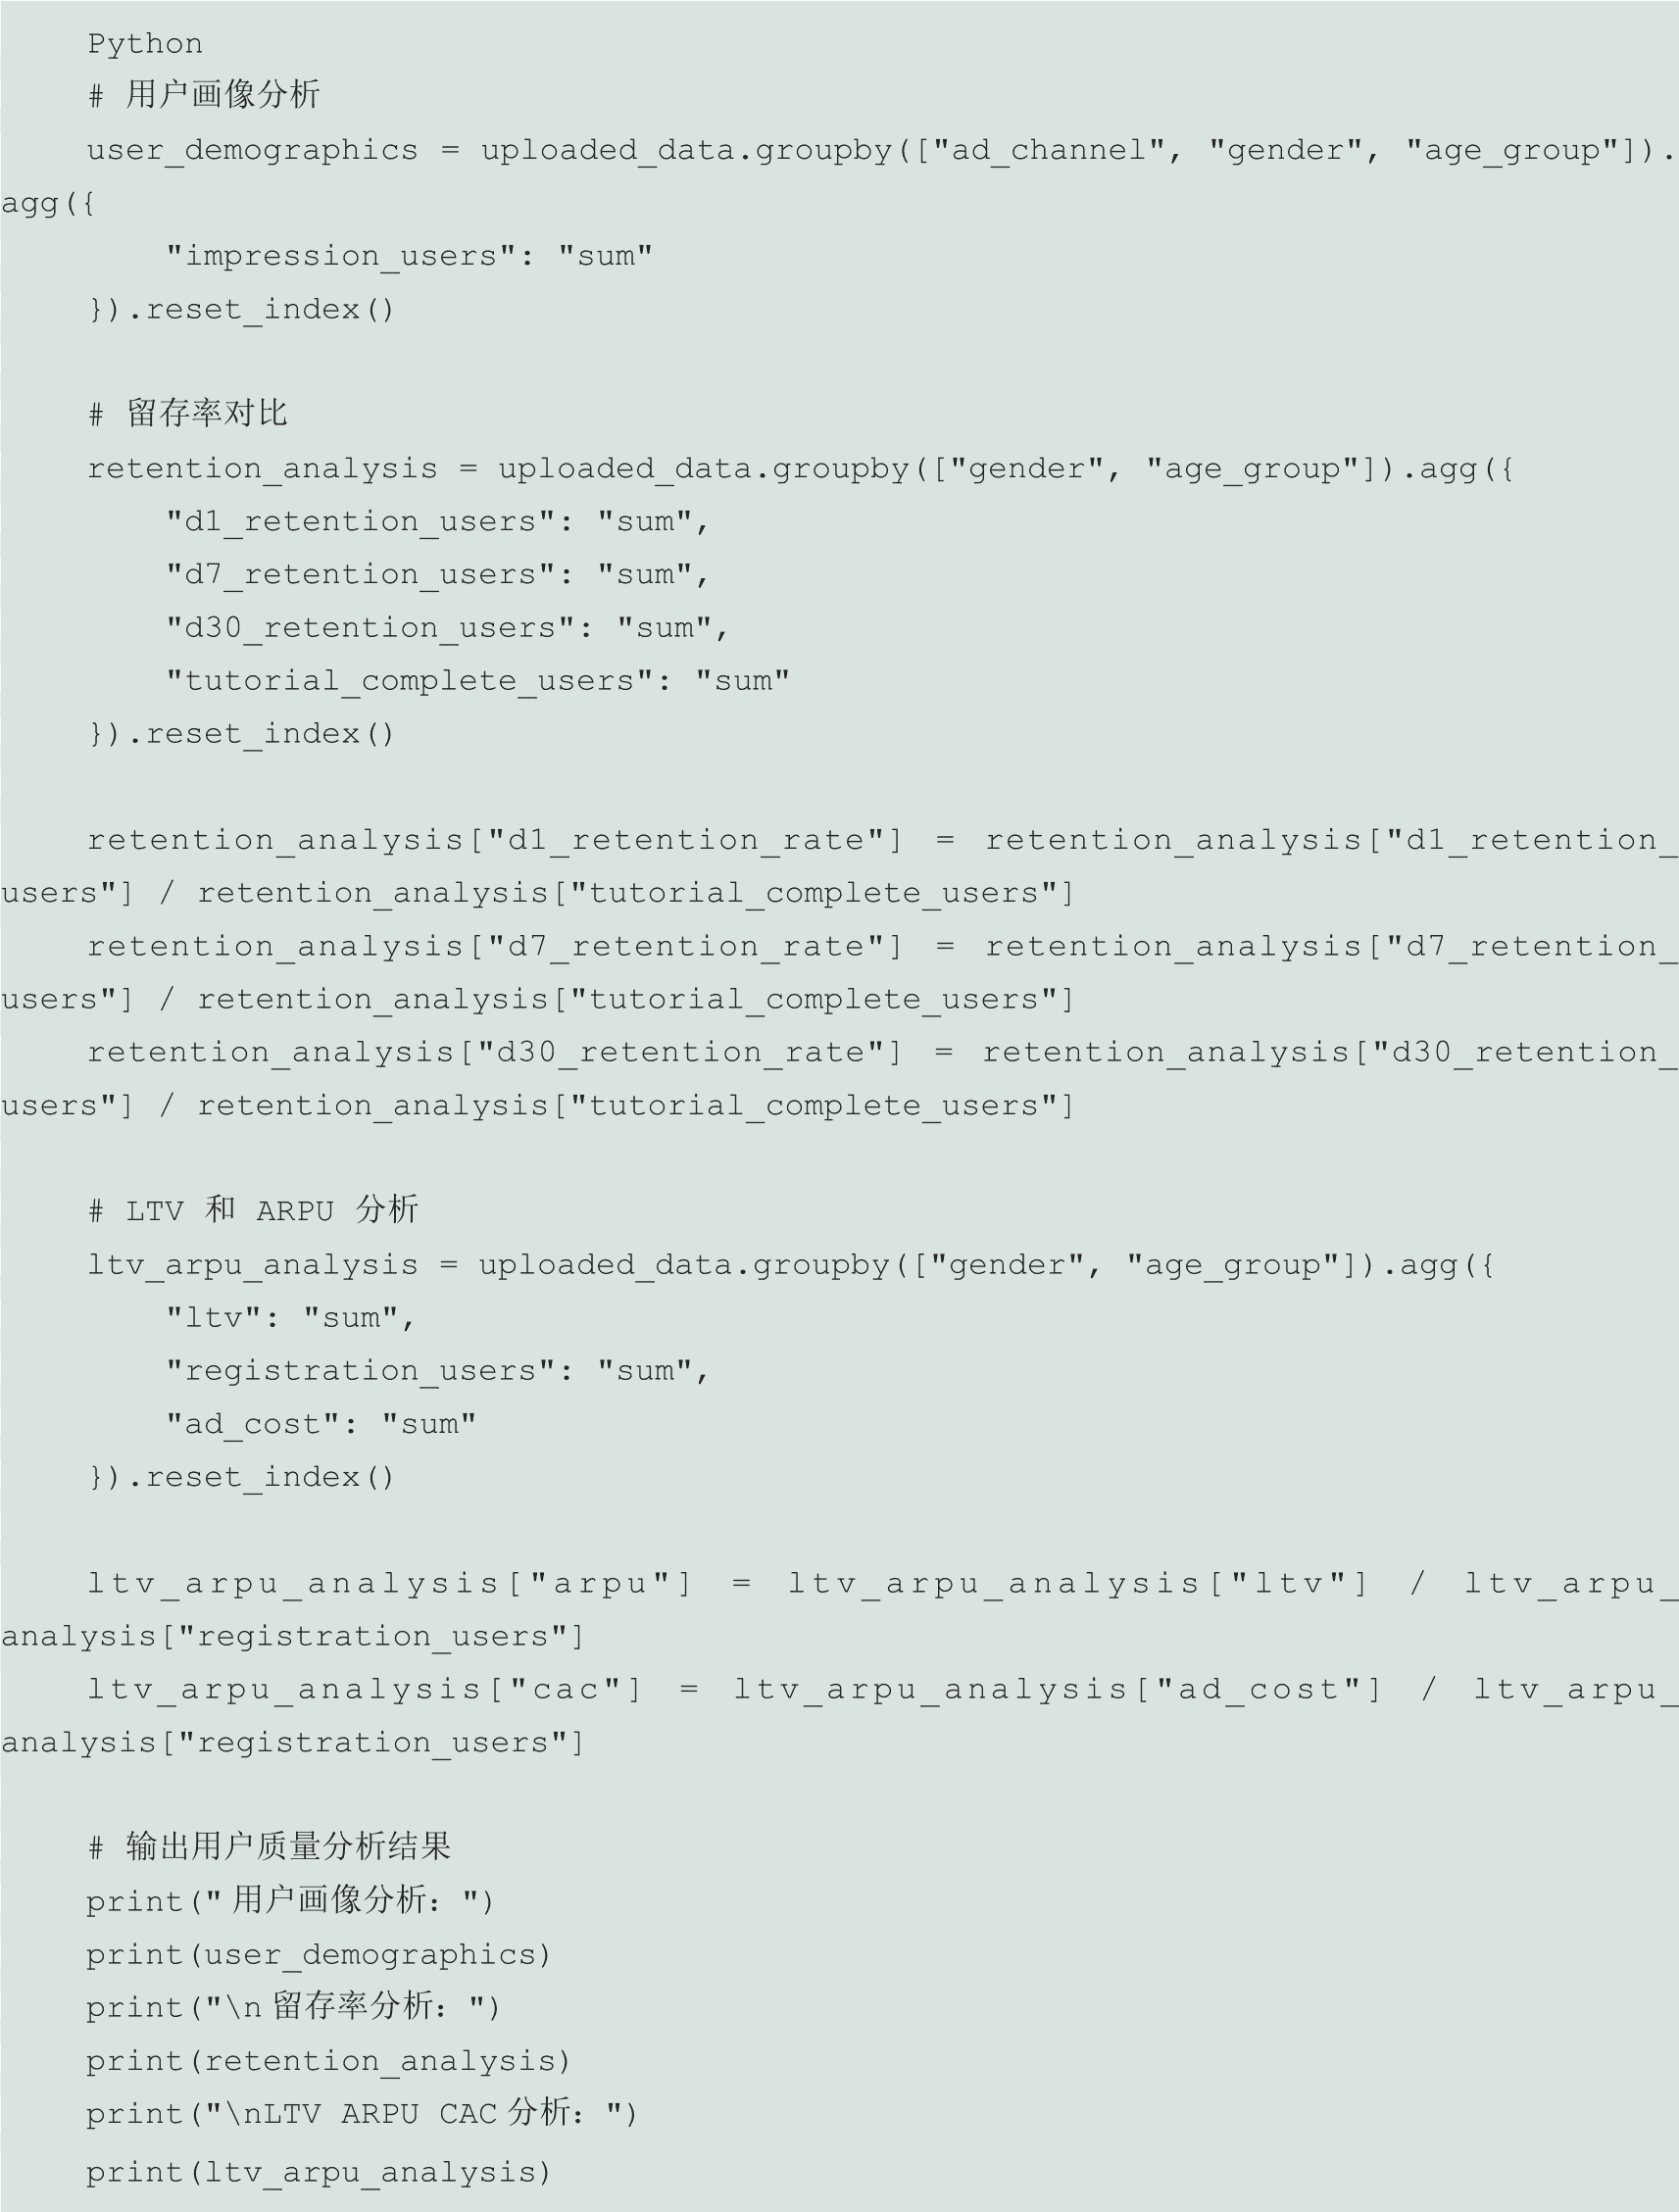 Python
# 用户画像分析
user_demographics = uploaded_data.groupby(["ad_channel", "gender", "age_group"]).
agg({
    "impression_users": "sum"
}).reset_index()
# 留存率对比
retention_analysis = uploaded_data.groupby(["gender", "age_group"]).agg({
    "d1_retention_users": "sum",
    "d7_retention_users": "sum",
    "d30_retention_users": "sum",
    "tutorial_complete_users": "sum"
}).reset_index()
retention_analysis["d1_retention_rate"] = retention_analysis["d1_retention_
users"] / retention_analysis["tutorial_complete_users"]
retention_analysis["d7_retention_rate"] = retention_analysis["d7_retention_
users"] / retention_analysis["tutorial_complete_users"]
retention_analysis["d30_retention_rate"] = retention_analysis["d30_retention_
users"] / retention_analysis["tutorial_complete_users"]
# LTV 和 ARPU 分析
ltv_arpu_analysis = uploaded_data.groupby(["gender", "age_group"]).agg({
    "ltv": "sum",
    "registration_users": "sum",
    "ad_cost": "sum"
}).reset_index()
ltv_arpu_analysis["arpu"] = ltv_arpu_analysis["ltv"] / ltv_arpu_
analysis["registration_users"]
ltv_arpu_analysis["cac"] = ltv_arpu_analysis["ad_cost"] / ltv_arpu_
analysis["registration_users"]
# 输出用户质量分析结果
print("用户画像分析：")
print(user_demographics)
print("\n留存率分析：")
print(retention_analysis)
print("\nLTV ARPU CAC分析：")
print(ltv_arpu_analysis)